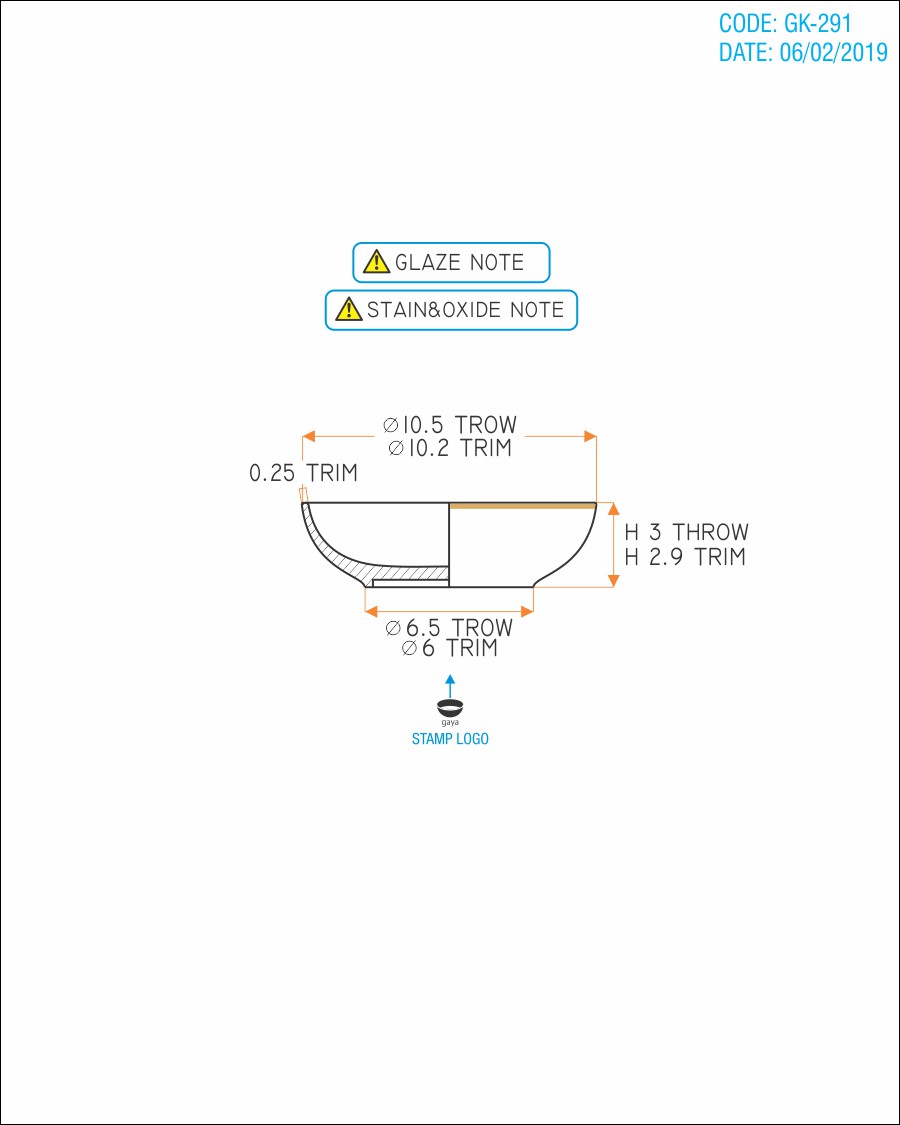 CODE: GK-291
DATE: 06/02/2019
GLAZE NOTE
STAIN&OXIDE NOTE
⌀10.5 TROW
⌀10.2 TRIM
0.25 TRIM
H 3 THROW
H 2.9 TRIM
⌀6.5 TROW
⌀6 TRIM
gaya
STAMP LOGO